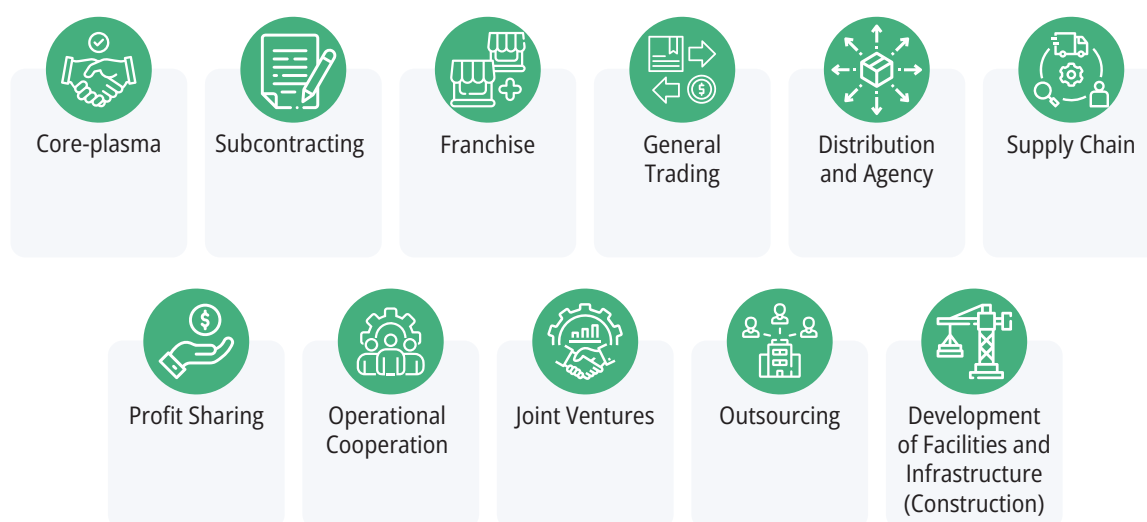 Core-plasma
Subcontracting
Franchise
General
Trading
Distribution
and Agency
Supply Chain
Profit Sharing
Operational
Cooperation
Joint Ventures
Outsourcing
Development
of Facilities and
Infrastructure
(Construction)